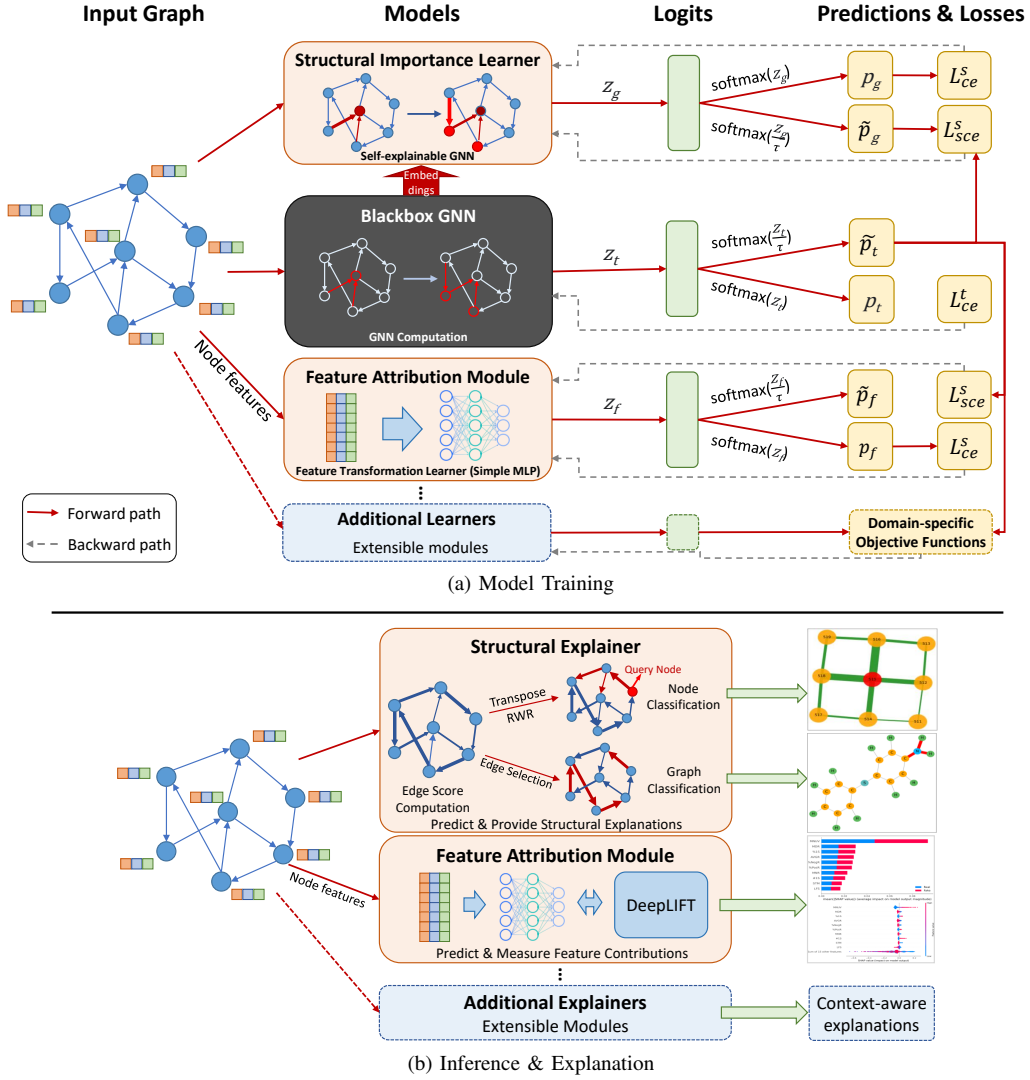 Input Graph
Models
Logits
Predictions & Losses
Structural Importance Learner
Self-explainable GNN
z_g
softmax(z_g)
softmax(z_g/τ)
p_g
p̃_g
L^s_ce
L^s_sce
Embed
dings
Blackbox GNN
GNN Computation
z_t
softmax(z_t/τ)
softmax(z_t)
p̃_t
p_t
L^t_ce
Node features
Feature Attribution Module
Feature Transformation Learner (Simple MLP)
z_f
softmax(z_f/τ)
softmax(z_f)
p̃_f
p_f
L^s_sce
L^s_ce
Forward path
Backward path
Additional Learners
Extensible modules
Domain-specific
Objective Functions
(a) Model Training
Structural Explainer
Query Node
Transpose
RWR
Node
Classification
Edge Selection
Graph
Classification
Edge Score
Computation
Predict & Provide Structural Explanations
Node features
Feature Attribution Module
DeepLIFT
Predict & Measure Feature Contributions
Additional Explainers
Extensible Modules
Context-aware
explanations
(b) Inference & Explanation